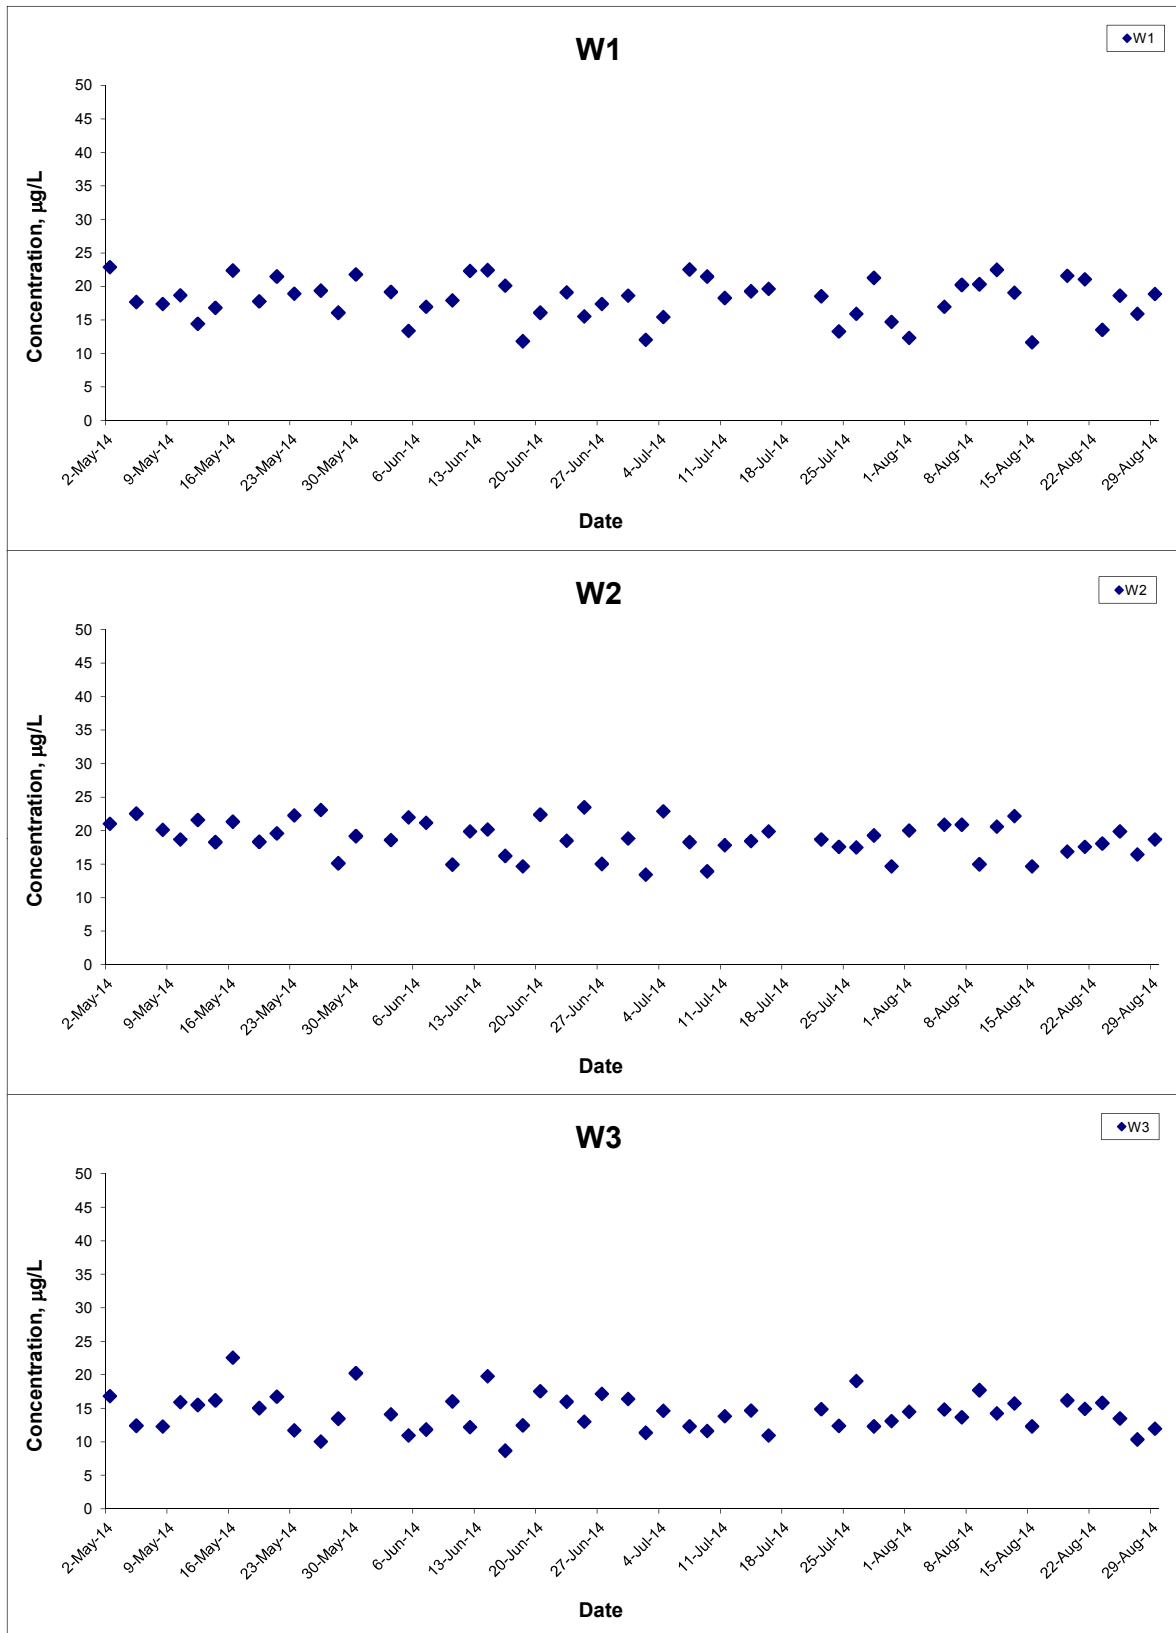 W1
W1
50
45
40
35
30
25
20
15
10
5
0
Concentration, µg/L
2-May-14
9-May-14
16-May-14
23-May-14
30-May-14
6-Jun-14
13-Jun-14
20-Jun-14
27-Jun-14
4-Jul-14
11-Jul-14
18-Jul-14
25-Jul-14
1-Aug-14
8-Aug-14
15-Aug-14
22-Aug-14
29-Aug-14
Date
W2
W2
50
45
40
35
30
25
20
15
10
5
0
Concentration, µg/L
2-May-14
9-May-14
16-May-14
23-May-14
30-May-14
6-Jun-14
13-Jun-14
20-Jun-14
27-Jun-14
4-Jul-14
11-Jul-14
18-Jul-14
25-Jul-14
1-Aug-14
8-Aug-14
15-Aug-14
22-Aug-14
29-Aug-14
Date
W3
W3
50
45
40
35
30
25
20
15
10
5
0
Concentration, µg/L
2-May-14
9-May-14
16-May-14
23-May-14
30-May-14
6-Jun-14
13-Jun-14
20-Jun-14
27-Jun-14
4-Jul-14
11-Jul-14
18-Jul-14
25-Jul-14
1-Aug-14
8-Aug-14
15-Aug-14
22-Aug-14
29-Aug-14
Date